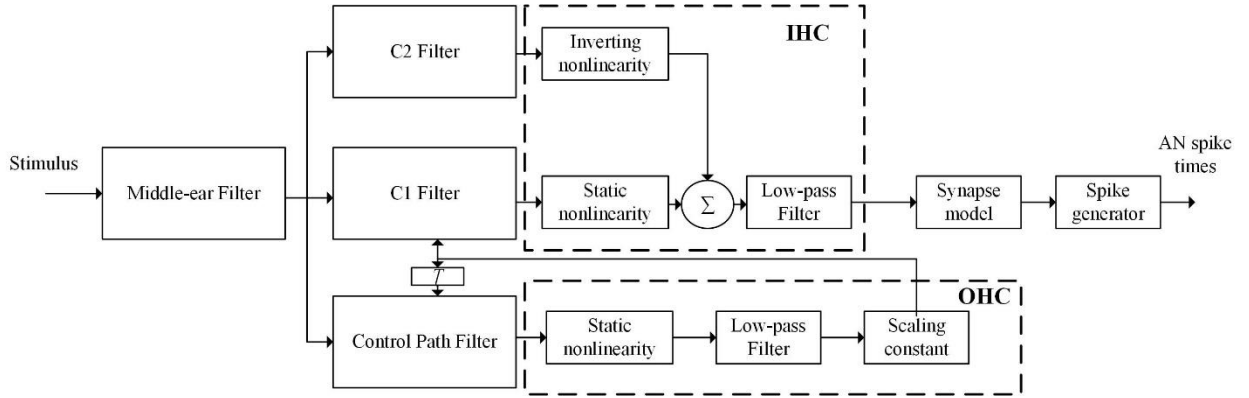 C2 Filter
Inverting
nonlinearity
IHC
Stimulus
Middle-ear Filter
C1 Filter
Static
nonlinearity
Σ
Low-pass
Filter
Synapse
model
Spike
generator
AN spike
times
T
Control Path Filter
Static
nonlinearity
Low-pass
Filter
Scaling
constant
OHC